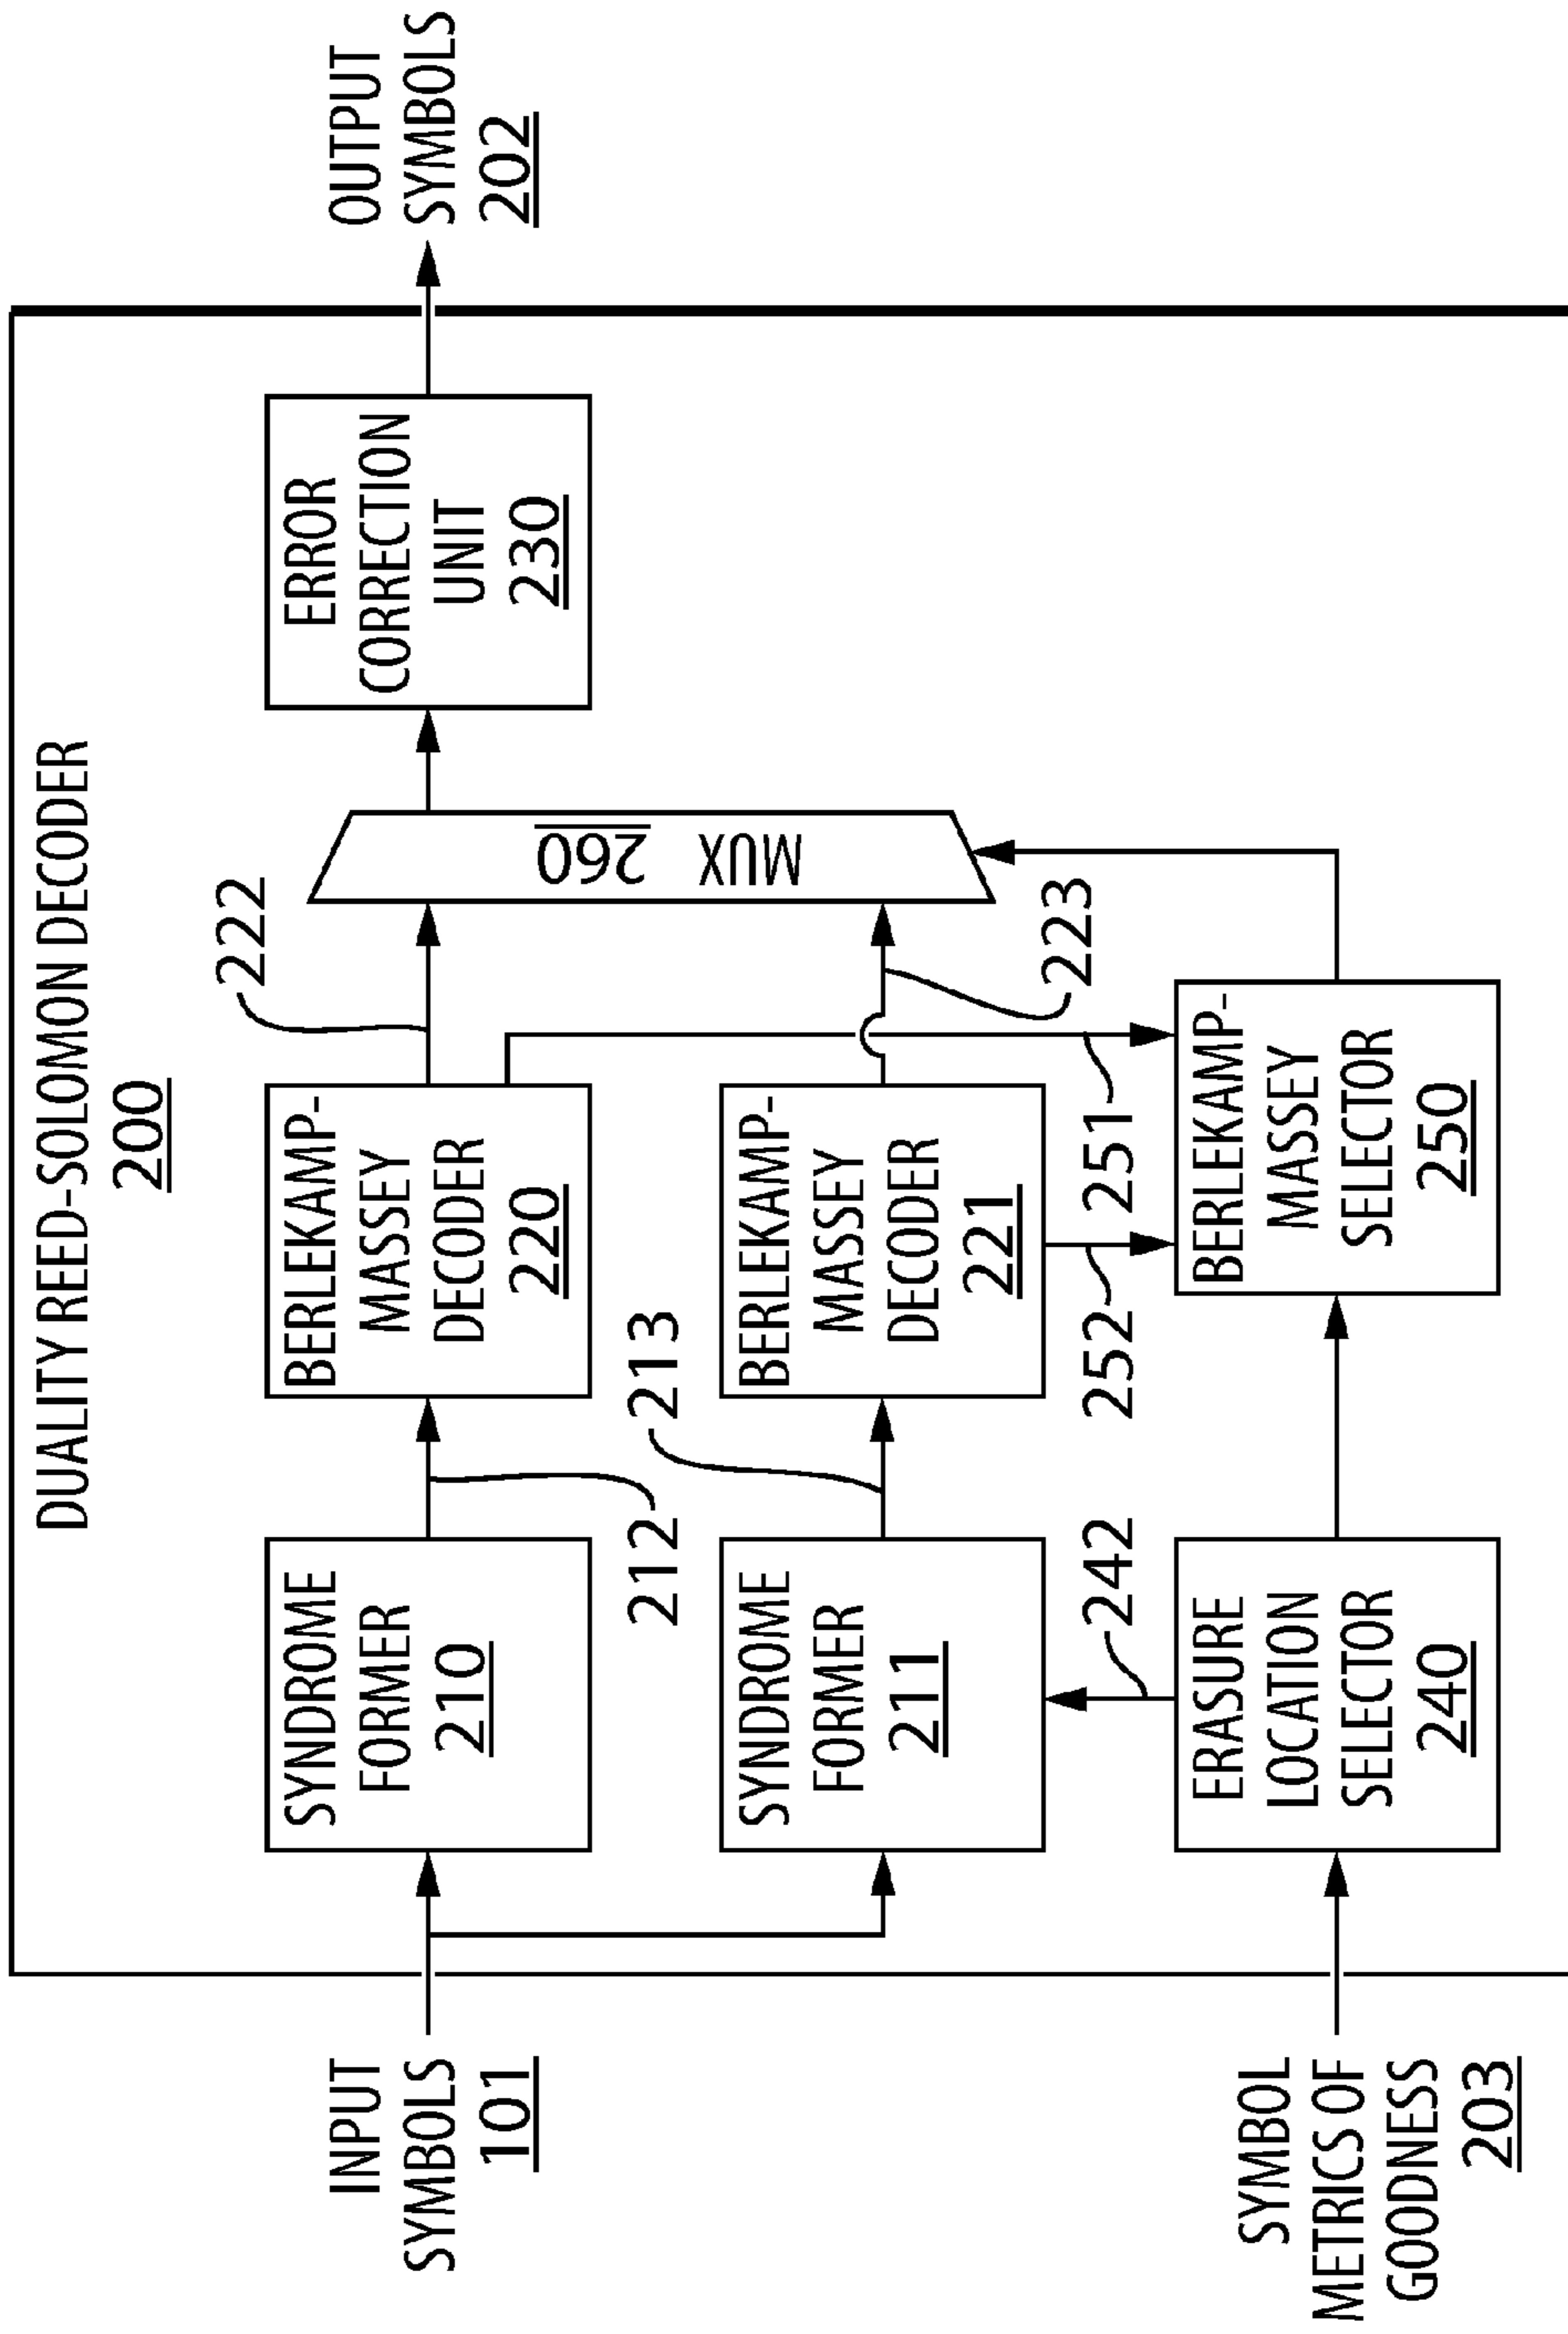 DUALITY REED-SOLOMON DECODER
200
INPUT
SYMBOLS
101
SYNDROME
FORMER
210
212
BERLEKAMP-
MASSEY
DECODER
220
222
MUX 260
ERROR
CORRECTION
UNIT
230
OUTPUT
SYMBOLS
202
SYNDROME
FORMER
211
213
BERLEKAMP-
MASSEY
DECODER
221
223
242
252
251
SYMBOL
METRICS OF
GOODNESS
203
ERASURE
LOCATION
SELECTOR
240
BERLEKAMP-
MASSEY
SELECTOR
250